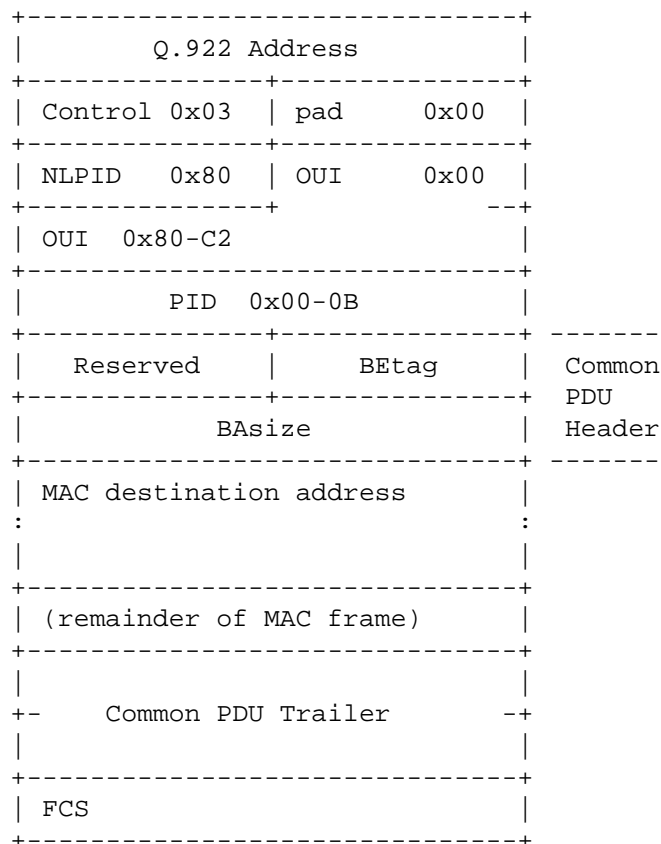 +-------------------------------+
|        Q.922 Address          |
+---------------+---------------+
| Control 0x03  | pad     0x00  |
+---------------+---------------+
| NLPID   0x80  | OUI     0x00  |
+---------------+             --+
| OUI  0x80-C2                  |
+-------------------------------+
|         PID  0x00-0B          |
+---------------+---------------+ -------
|   Reserved    |     BEtag     |  Common
+---------------+---------------+  PDU
|            BAsize             |  Header
+-------------------------------+ -------
| MAC destination address       |
:                               :
|                               |
+-------------------------------+
| (remainder of MAC frame)      |
+-------------------------------+
|                               |
+-    Common PDU Trailer       -+
|                               |
+-------------------------------+
| FCS                           |
+-------------------------------+